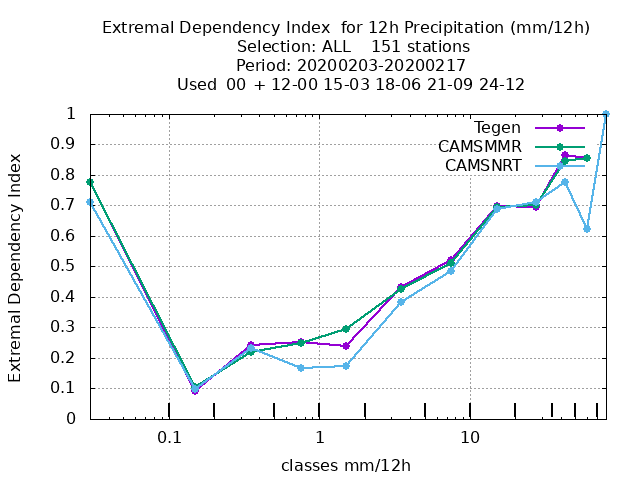 Extremal Dependency Index  for 12h Precipitation (mm/12h)
Selection: ALL    151 stations
Period: 20200203-20200217
Used  00 + 12-00 15-03 18-06 21-09 24-12
Tegen
CAMSMMR
CAMSNRT
1
0.9
0.8
0.7
0.6
0.5
0.4
0.3
0.2
0.1
0
Extremal Dependency Index
0.1 1 10
classes mm/12h